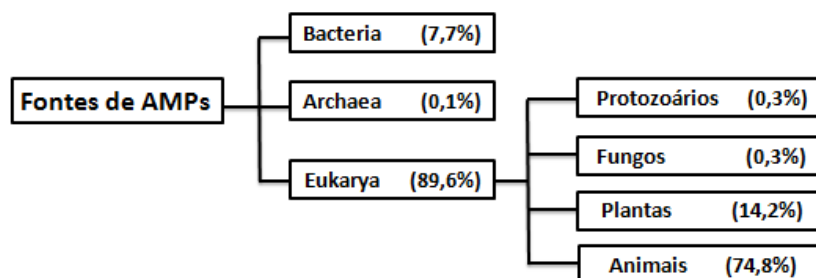 Fontes de AMPs
Bacteria (7,7%)
Archaea (0,1%)
Eukarya (89,6%)
Protozoários (0,3%)
Fungos (0,3%)
Plantas (14,2%)
Animais (74,8%)